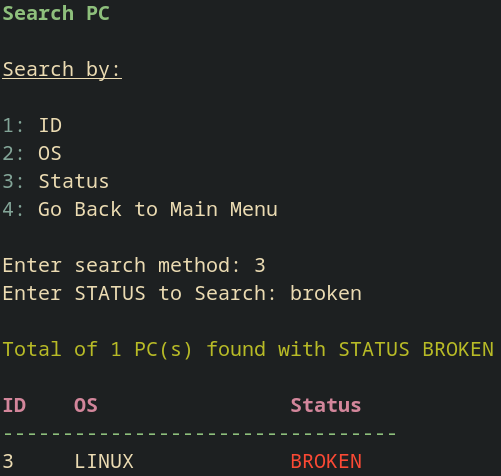 Search PC
Search by:
1: ID
2: OS
3: Status
4: Go Back to Main Menu
Enter search method: 3
Enter STATUS to Search: broken
Total of 1 PC(s) found with STATUS BROKEN
ID    OS                Status
---------------------------------
3     LINUX             BROKEN